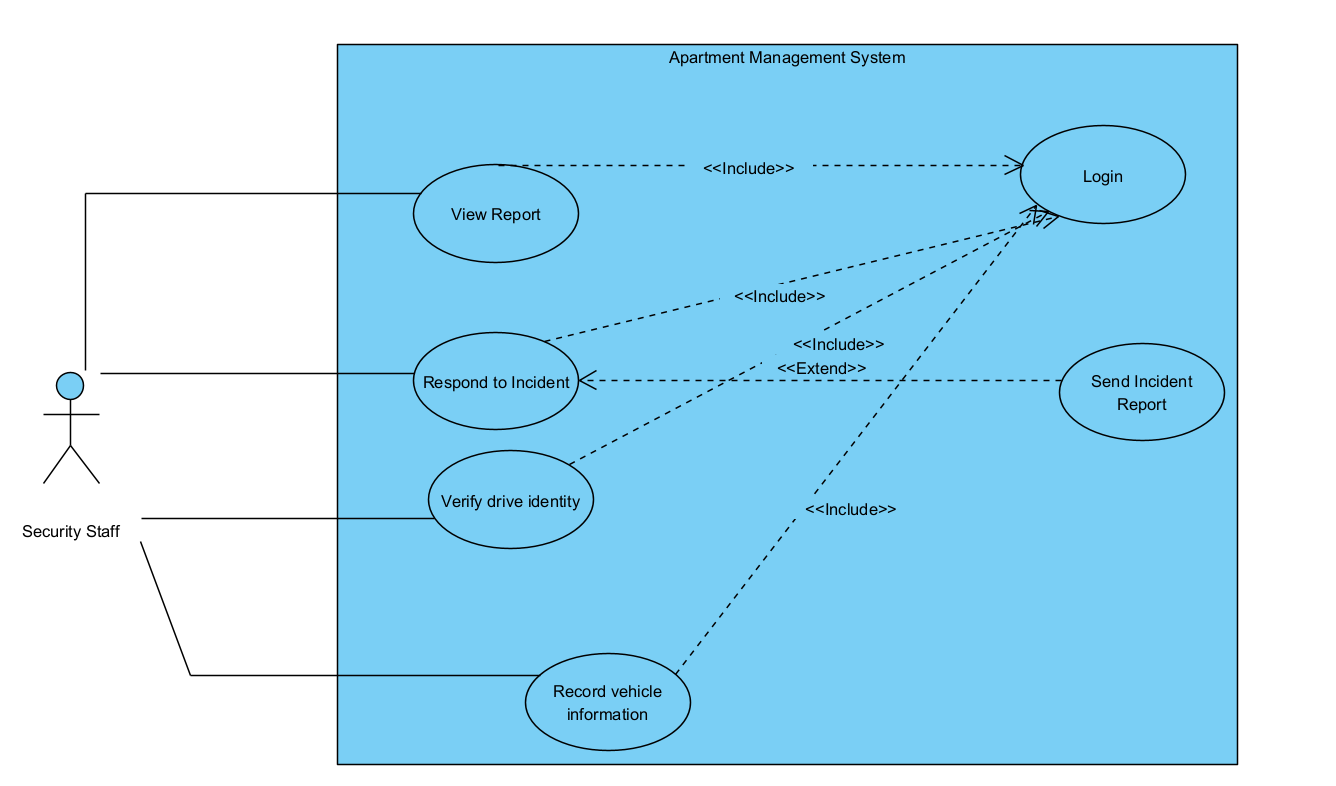 Apartment Management System
<<Include>>
Login
View Report
<<Include>>
<<Include>>
<<Extend>>
Respond to Incident
Send Incident
Report
Verify drive identity
<<Include>>
Security Staff
Record vehicle
information